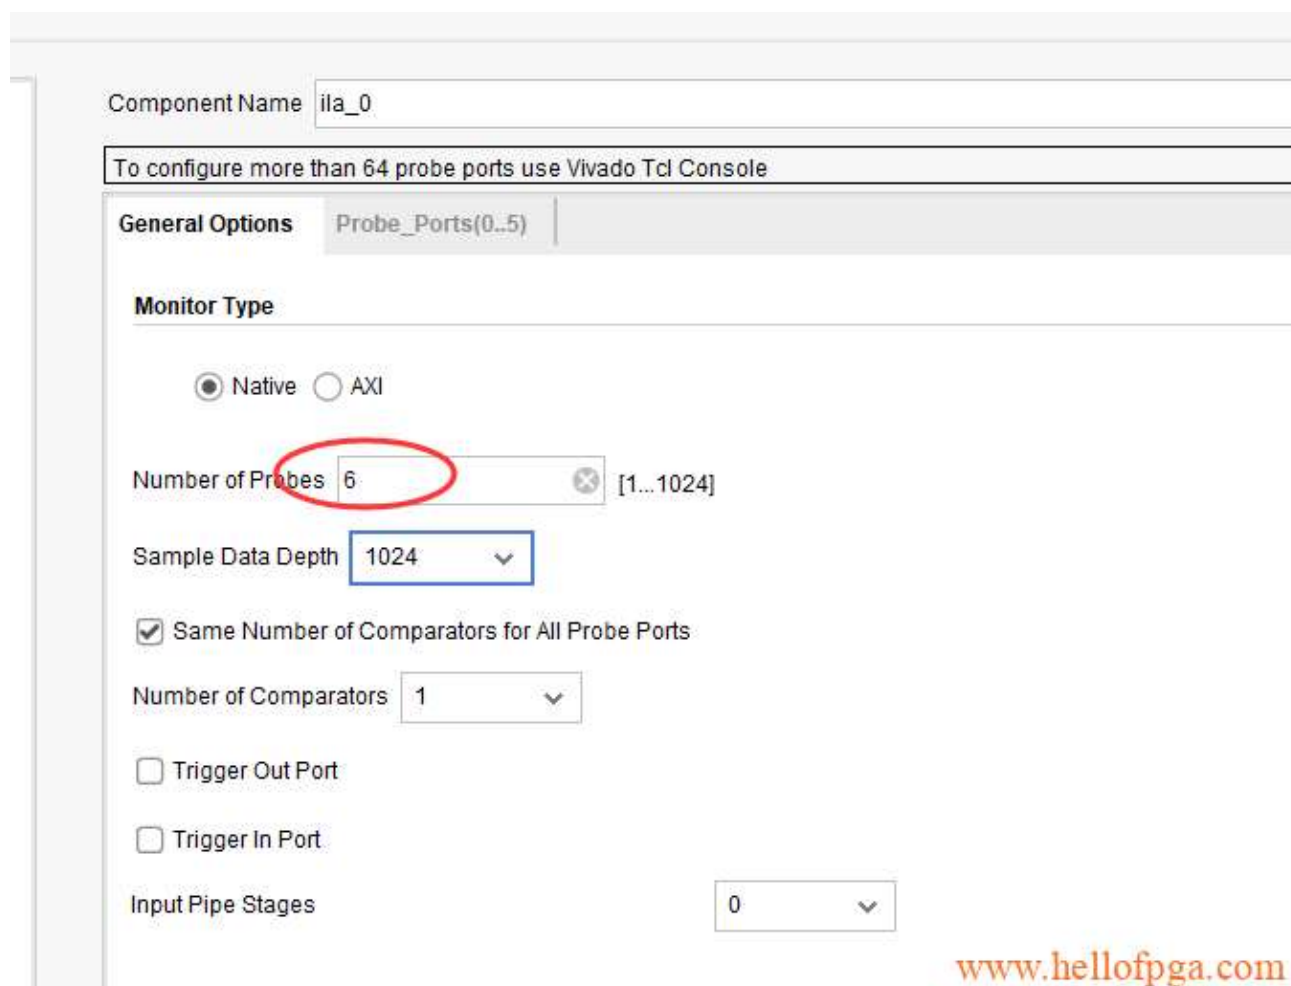 Component Name ila_0
To configure more than 64 probe ports use Vivado Tcl Console
General Options Probe_Ports(0..5)
Monitor Type
Native AXI
Number of Probes 6 [1...1024]
Sample Data Depth 1024
Same Number of Comparators for All Probe Ports
Number of Comparators 1
Trigger Out Port
Trigger In Port
Input Pipe Stages 0
www.hellofpga.com